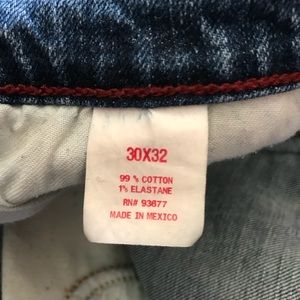 30X32
99 % COTTON
1% ELASTANE
RN# 93677
MADE IN MEXICO